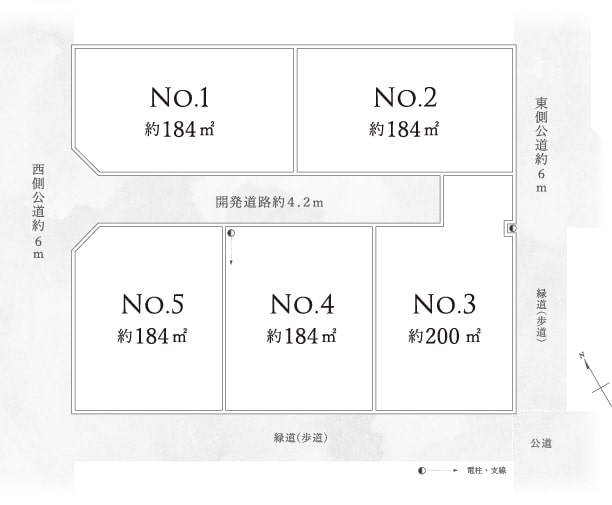 No.1
約184㎡
No.2
約184㎡
東側公道約6m
西側公道約6m
開発道路約4.2m
No.5
約184㎡
No.4
約184㎡
No.3
約200㎡
緑道(歩道)
N
緑道(歩道)
公道
電柱・支線